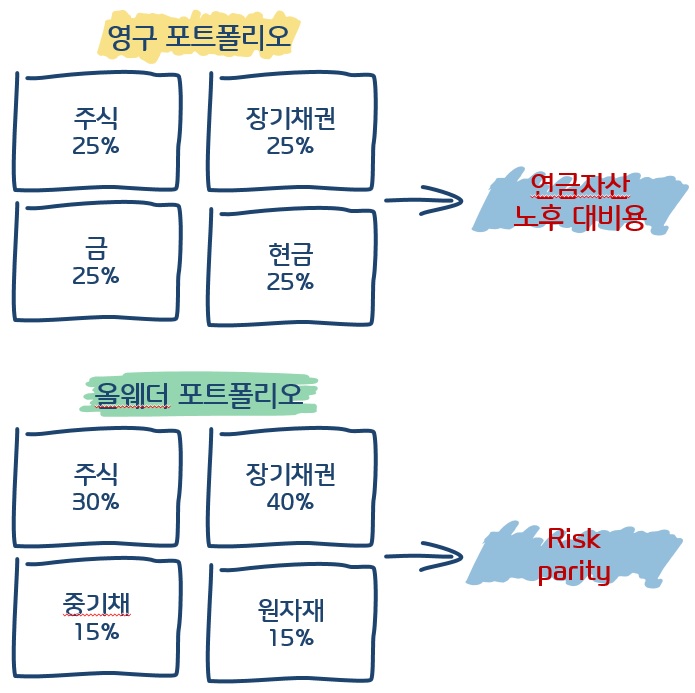 영구 포트폴리오
주식
25%
장기채권
25%
금
25%
현금
25%
연금자산
노후 대비용
올웨더 포트폴리오
주식
30%
장기채권
40%
중기채
15%
원자재
15%
Risk
parity